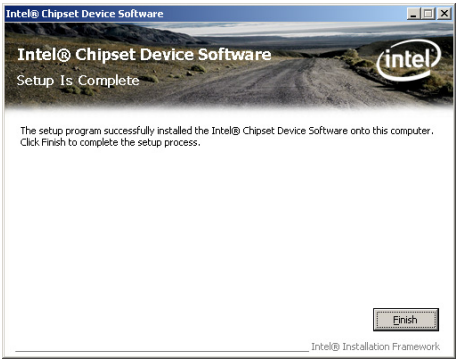 Intel® Chipset Device Software
Intel® Chipset Device Software
intel
Setup Is Complete
The setup program successfully installed the Intel® Chipset Device Software onto this computer.
Click Finish to complete the setup process.
Finish
Intel® Installation Framework